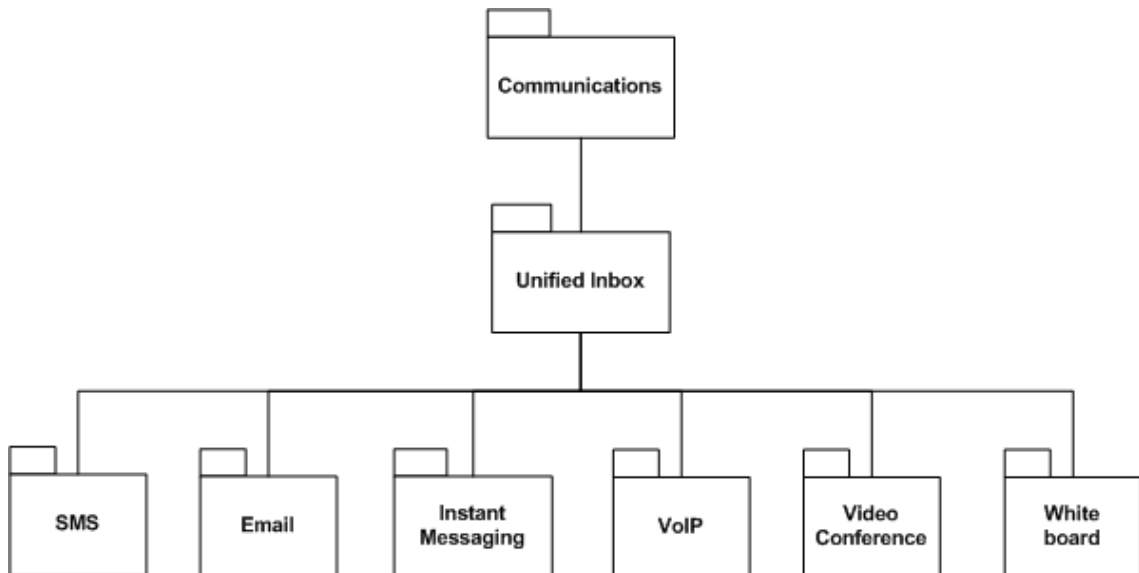 Communications
Unified Inbox
SMS
Email
Instant
Messaging
VoIP
Video
Conference
White
board